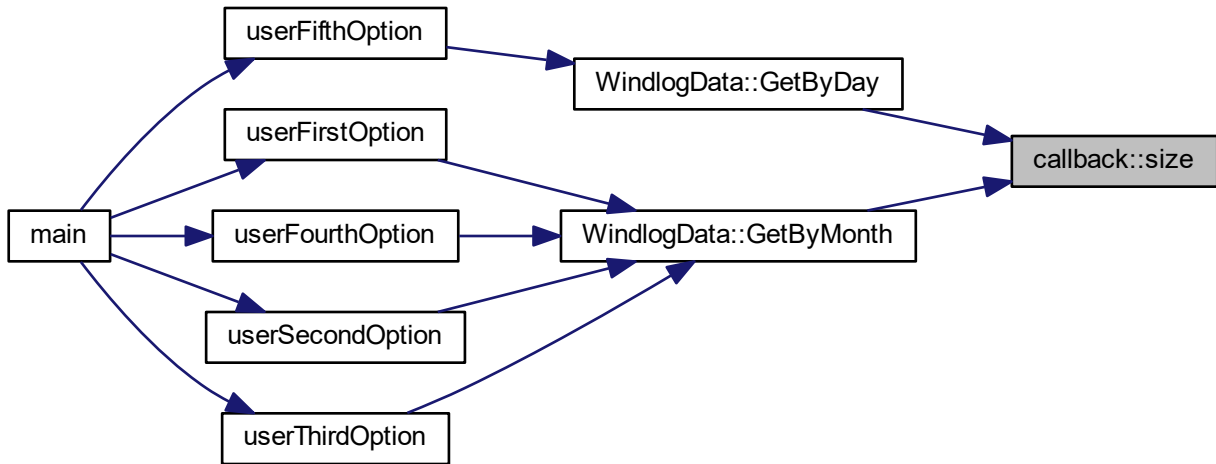 userFifthOption
WindlogData::GetByDay
userFirstOption
callback::size
main
userFourthOption
WindlogData::GetByMonth
userSecondOption
userThirdOption